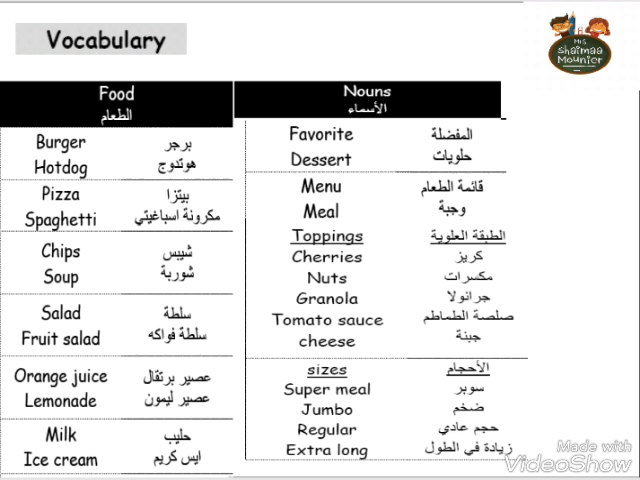 Vocabulary
Mrs
Shaimaa
Mounier
Food
الطعام
Burger برجر
Hotdog هوتدوج
Pizza بيتزا
Spaghetti مكرونة اسباغيتي
Chips شيبس
Soup شوربة
Salad سلطة
Fruit salad سلطة فواكه
Orange juice عصير برتقال
Lemonade عصير ليمون
Milk حليب
Ice cream ايس كريم
Nouns
الأسماء
Favorite المفضلة
Dessert حلويات
Menu قائمة الطعام
Meal وجبة
Toppings الطبقة العلوية
Cherries كريز
Nuts مكسرات
Granola جرانولا
Tomato sauce صلصة الطماطم
cheese جبنة
sizes الأحجام
Super meal سوبر
Jumbo ضخم
Regular حجم عادي
Extra long زيادة في الطول
Made with
VideoShow